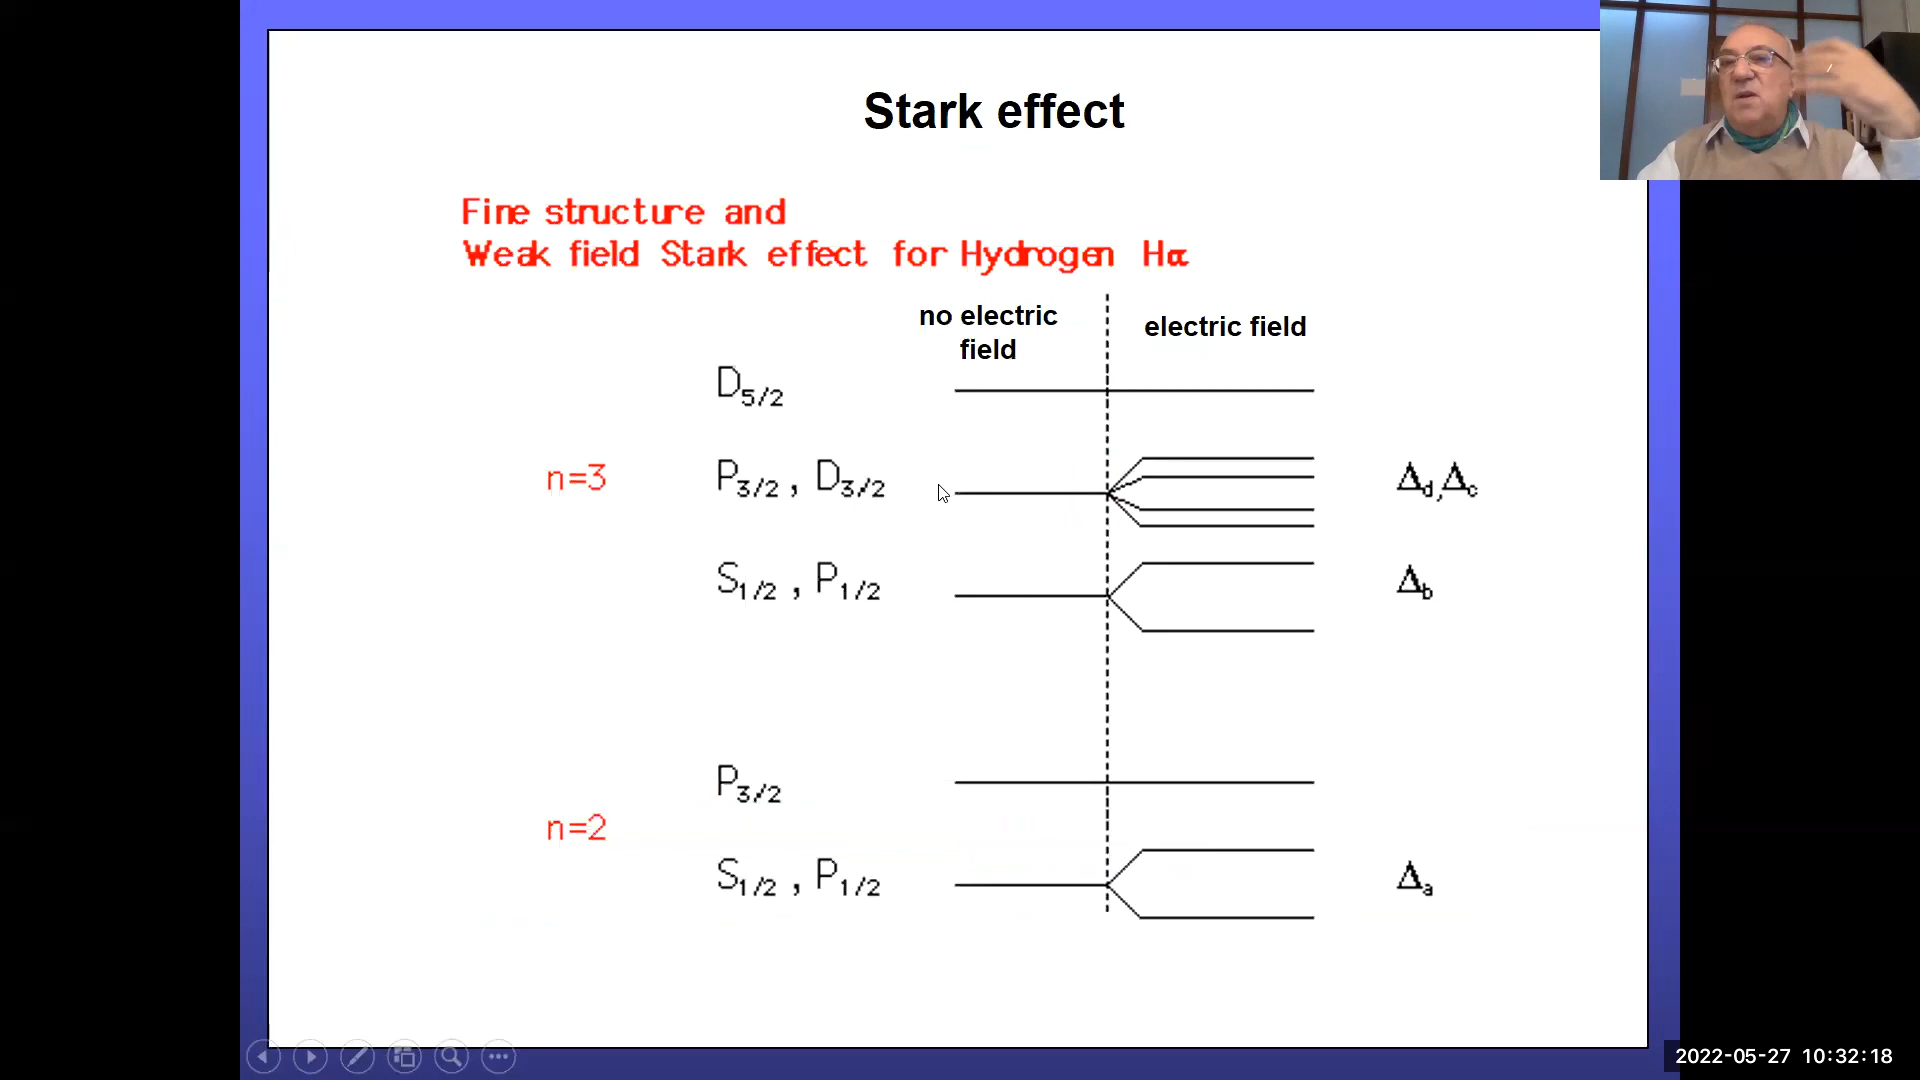 Stark effect
Fine structure and
Weak field Stark effect for Hydrogen Hα
no electric
field
electric field
D5/2
n=3
P3/2 , D3/2
Δd,Δc
S1/2 , P1/2
Δb
P3/2
n=2
S1/2 , P1/2
Δa
2022-05-27 10:32:18